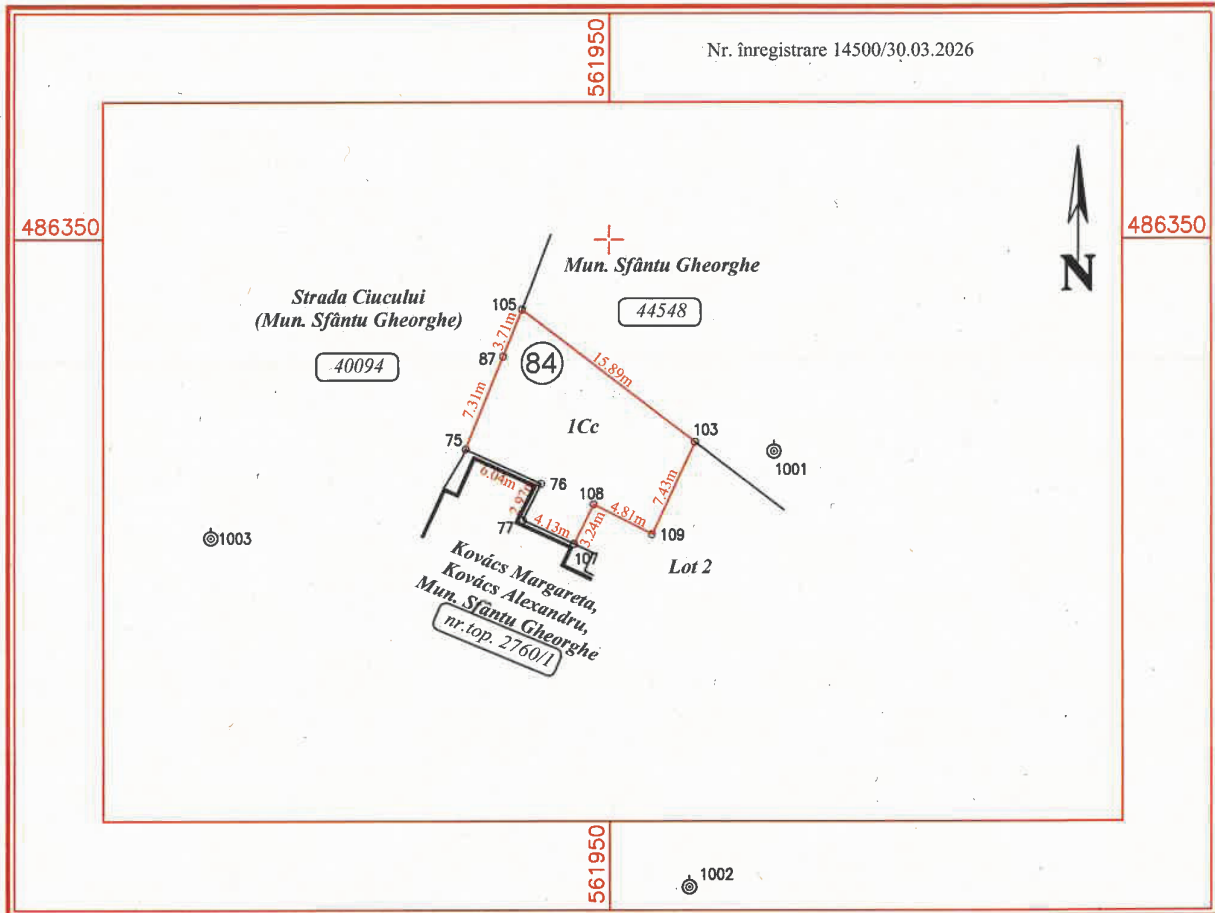 561950
Nr. înregistrare 14500/30.03.2026
486350
486350
Mun. Sfântu Gheorghe
44548
N
Strada Ciucului
(Mun. Sfântu Gheorghe)
40094
105
3.71m
87
84
15.89m
7.31m
1Cc
103
75
1001
6.04m
76
7.43m
2.97m
108
4.81m
77
4.13m
3.24m
109
107
1003
Lot 2
Kovács Margareta,
Kovács Alexandru,
Mun. Sfântu Gheorghe
nr.top. 2760/1
561950
1002